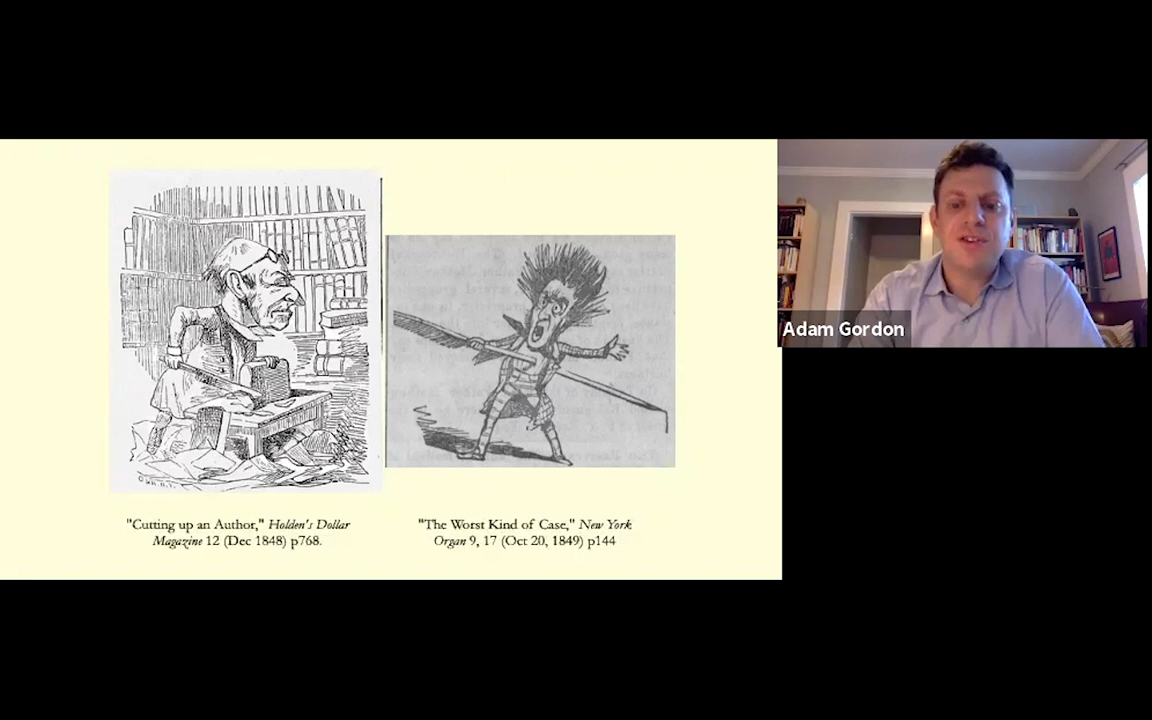 "Cutting up an Author," Holden's Dollar
Magazine 12 (Dec 1848) p768.
"The Worst Kind of Case," New York
Organ 9, 17 (Oct 20, 1849) p144
Adam Gordon